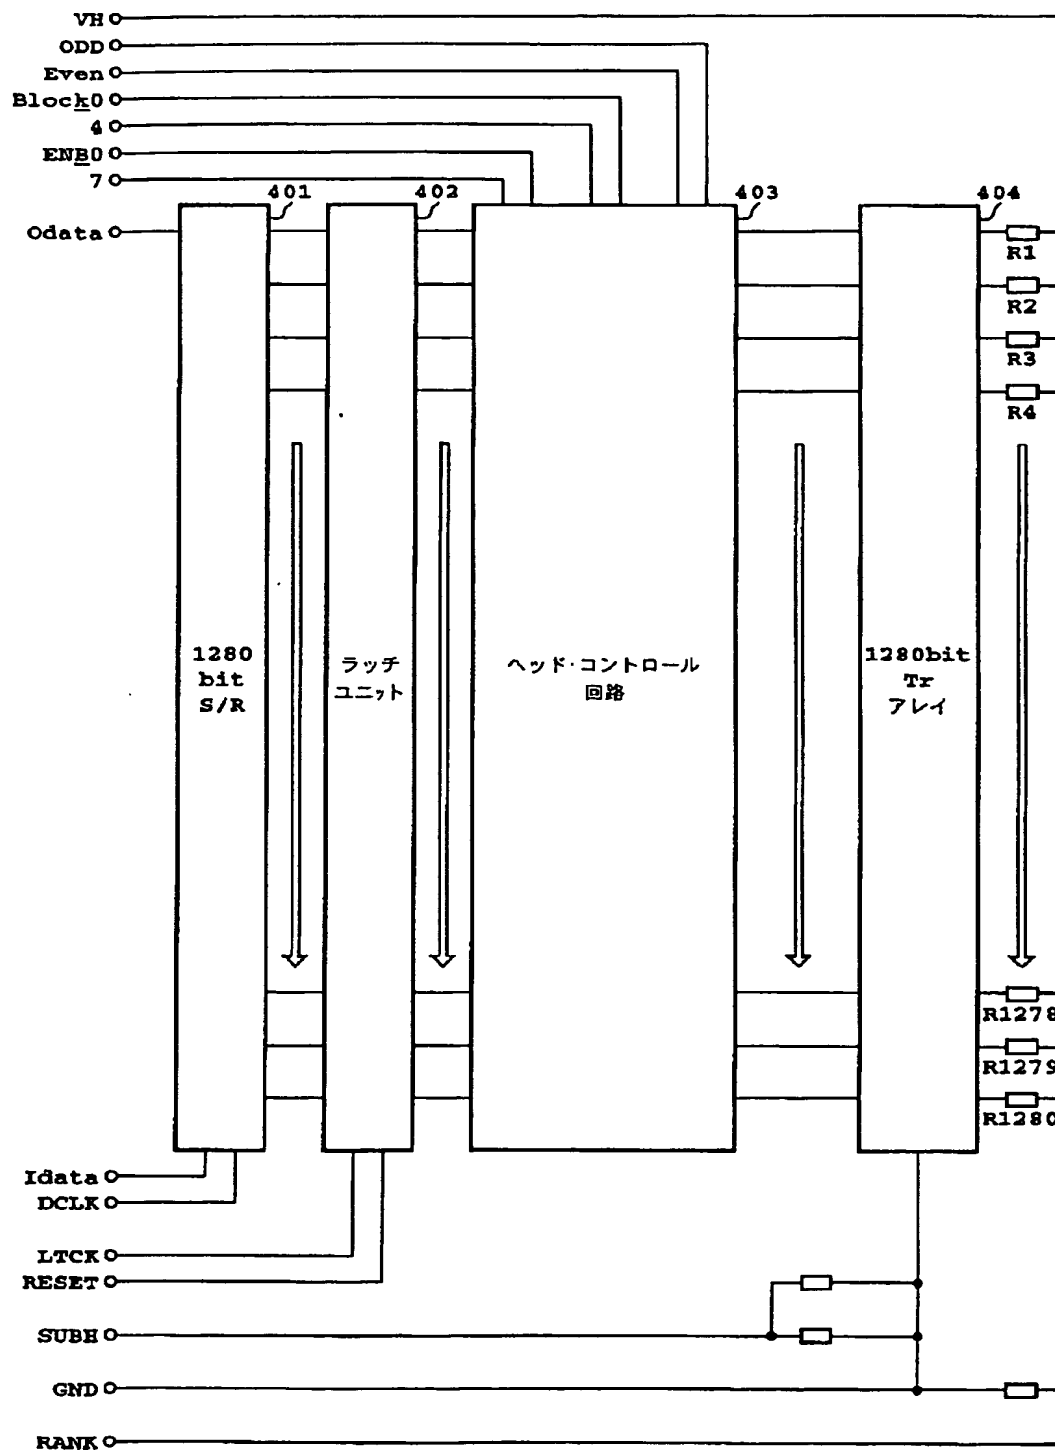 VH
ODD
Even
Block0
4
ENB0
7
401
402
403
404
Odata
R1
R2
R3
R4
1280
bit
S/R
ラッチ
ユニット
ヘッド・コントロール
回路
1280bit
Tr
アレイ
R1278
R1279
R1280
Idata
DCLK
LTCK
RESET
SUBH
GND
RANK